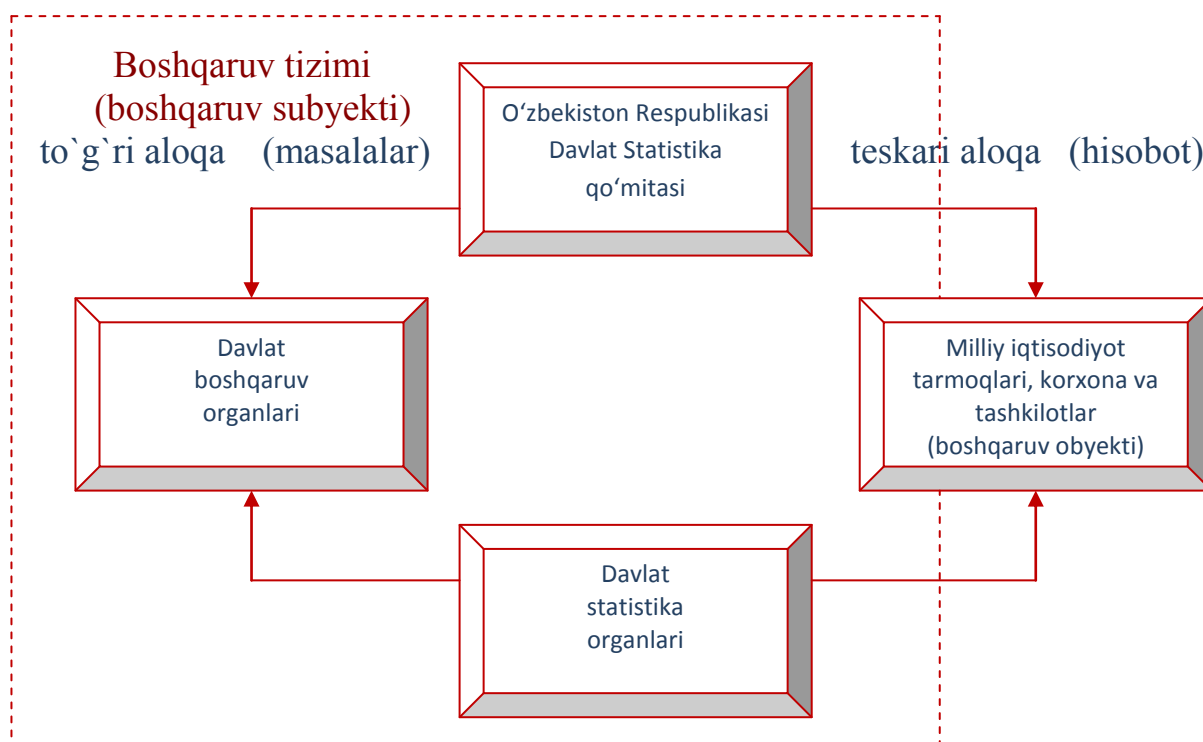 Boshqaruv tizimi
(boshqaruv subyekti)
to`g`ri aloqa (masalalar)
O‘zbekiston Respublikasi
Davlat Statistika
qo‘mitasi
teskari aloqa (hisobot)
Davlat
boshqaruv
organlari
Milliy iqtisodiyot
tarmoqlari, korxona va
tashkilotlar
(boshqaruv obyekti)
Davlat
statistika
organlari